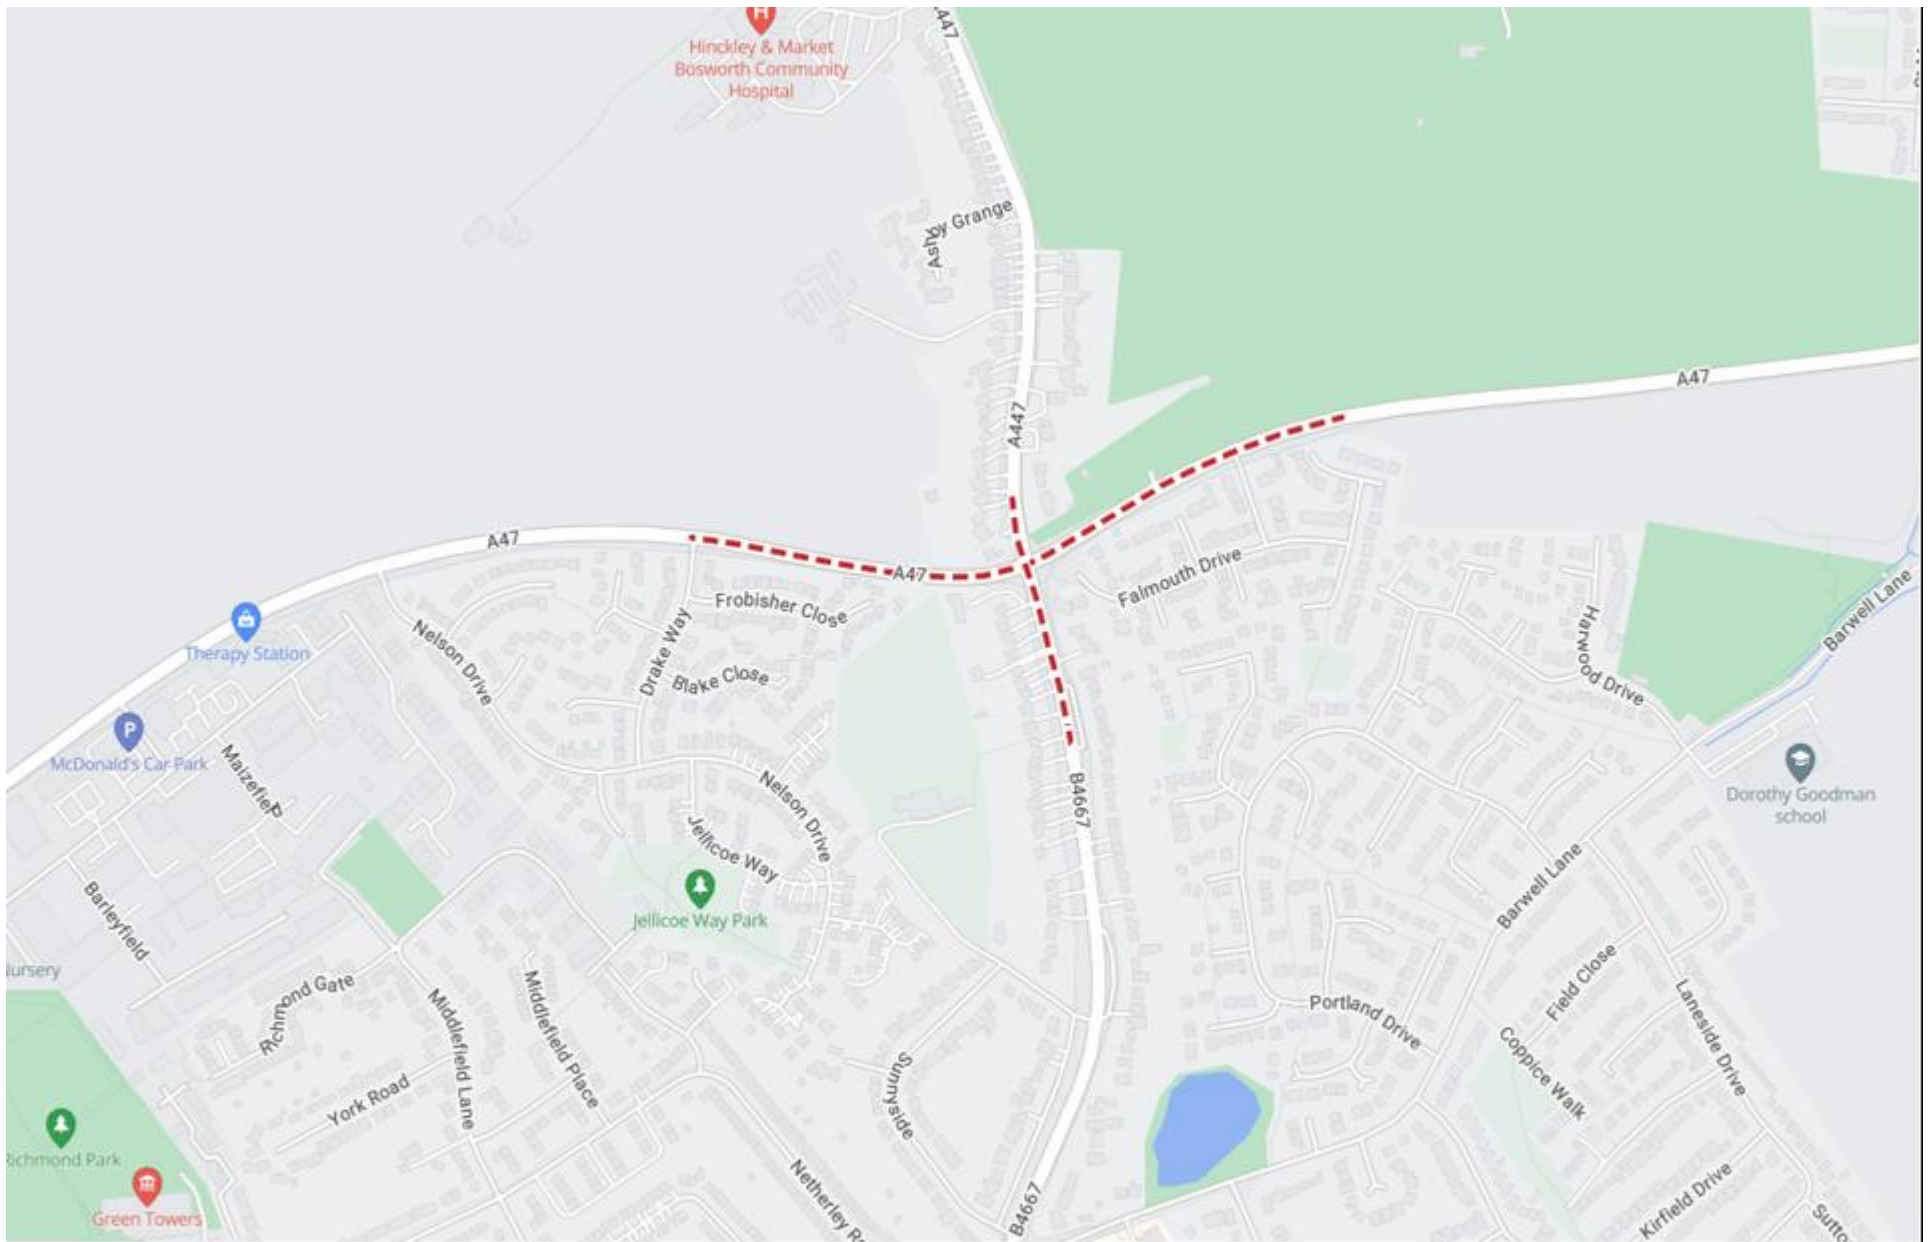 A447
Hinckley & Market
Bosworth Community
Hospital
Ashby Grange
A47
A447
A47
A47
Falmouth Drive
Frobisher Close
Drake Way
Blake Close
Nelson Drive
Harwood Drive
Barwell Lane
Therapy Station
P
McDonald's Car Park
Maizefield
B4667
Nelson Drive
Jellicoe Way
Jellicoe Way Park
Dorothy Goodman
school
Barwell Lane
Barleyfield
Nursery
Richmond Gate
Middlefield Lane
Middlefield Place
York Road
Sunnyside
Portland Drive
Field Close
Coppice Walk
Laneside Drive
Richmond Park
Green Towers
Netherley R
B4667
Kirfield Drive
Sutto